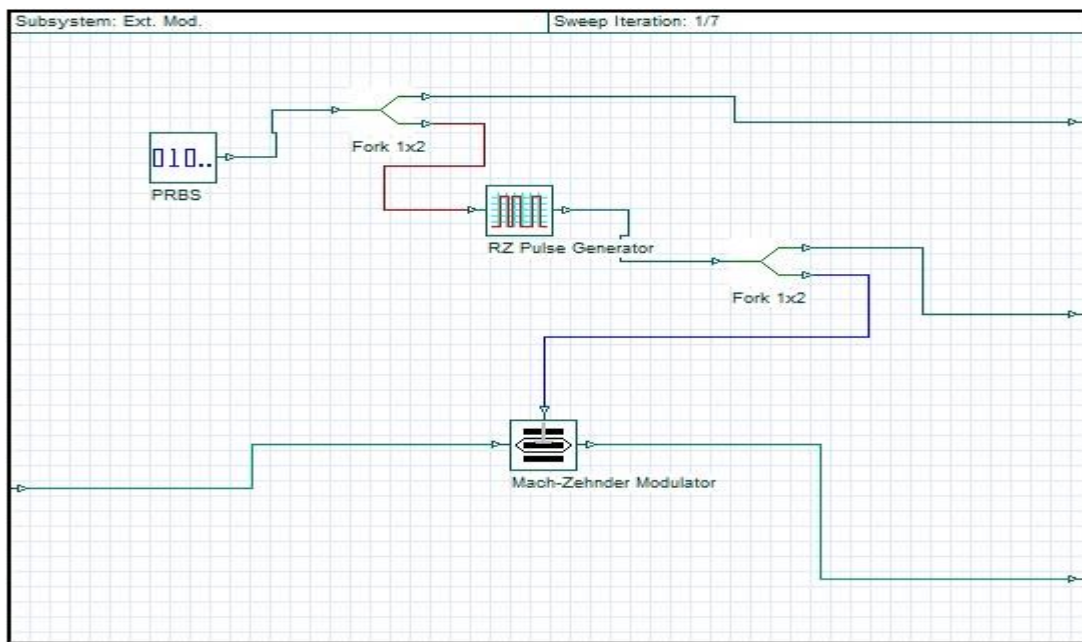 Subsystem: Ext. Mod.
Sweep Iteration: 1/7
Fork 1x2
010..
PRBS
RZ Pulse Generator
Fork 1x2
Mach-Zehnder Modulator